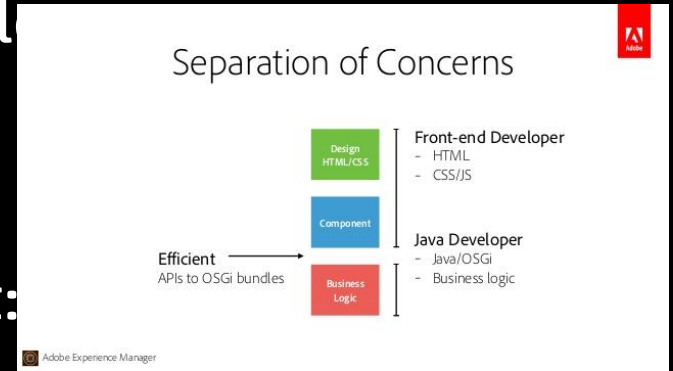 Adobe
Separation of Concerns
Design
HTML/CSS
Component
Business
Logic
Efficient
APIs to OSGi bundles
Front-end Developer
- HTML
- CSS/JS
Java Developer
- Java/OSGi
- Business logic
Adobe Experience Manager